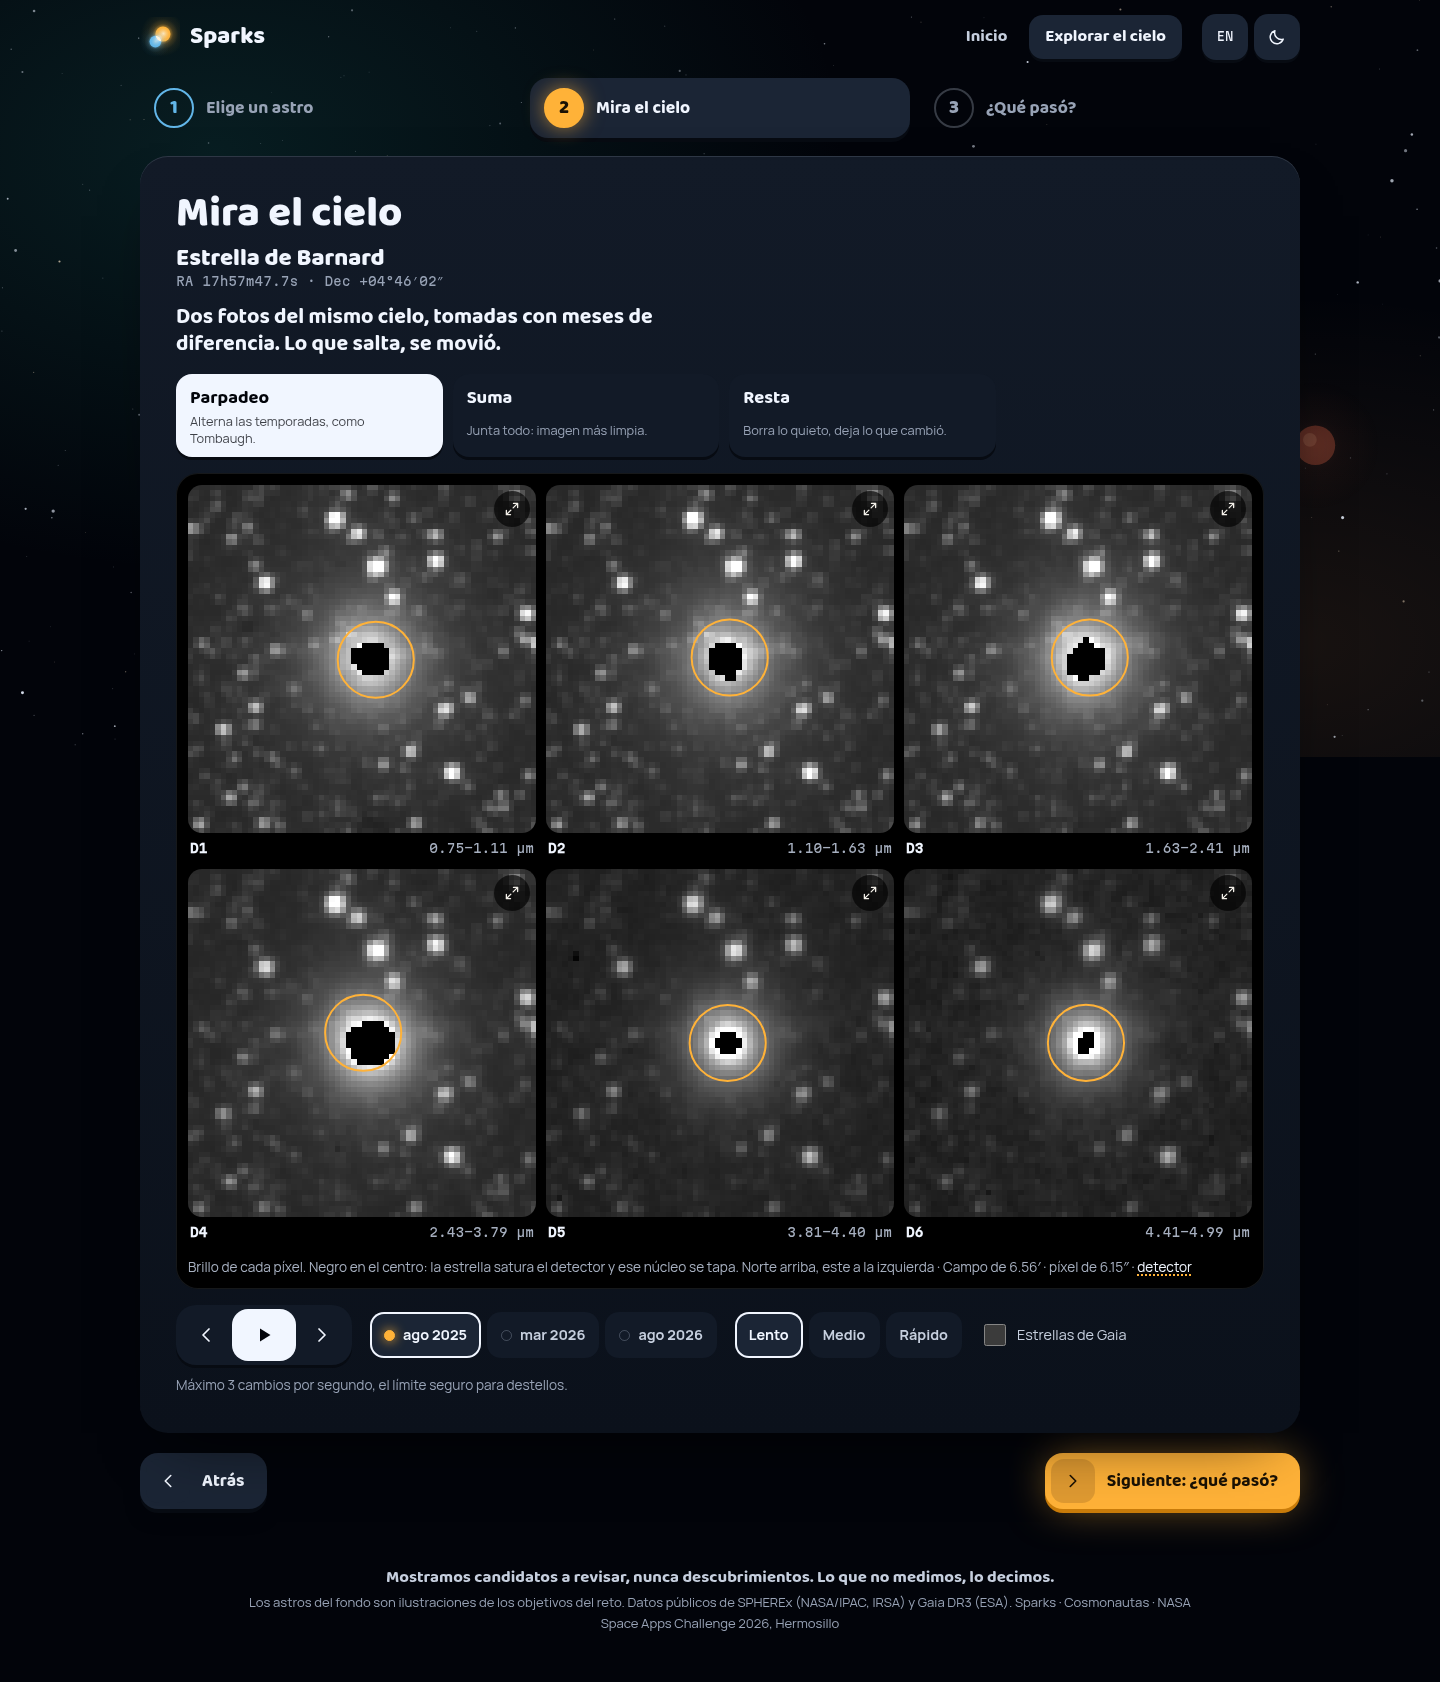 Sparks
Inicio
Explorar el cielo
EN
1 Elige un astro
2 Mira el cielo
3 ¿Qué pasó?
Mira el cielo
Estrella de Barnard
RA 17h57m47.7s · Dec +04°46′02″
Dos fotos del mismo cielo, tomadas con meses de
diferencia. Lo que salta, se movió.
Parpadeo
Alterna las temporadas, como
Tombaugh.
Suma
Junta todo: imagen más limpia.
Resta
Borra lo quieto, deja lo que cambió.
D1 0.75–1.11 µm
D2 1.10–1.63 µm
D3 1.63–2.41 µm
D4 2.43–3.79 µm
D5 3.81–4.40 µm
D6 4.41–4.99 µm
Brillo de cada píxel. Negro en el centro: la estrella satura el detector y ese núcleo se tapa. Norte arriba, este a la izquierda · Campo de 6.56′ · píxel de 6.15″ · detector
ago 2025
mar 2026
ago 2026
Lento
Medio
Rápido
Estrellas de Gaia
Máximo 3 cambios por segundo, el límite seguro para destellos.
Atrás
Siguiente: ¿qué pasó?
Mostramos candidatos a revisar, nunca descubrimientos. Lo que no medimos, lo decimos.
Los astros del fondo son ilustraciones de los objetivos del reto. Datos públicos de SPHEREx (NASA/IPAC, IRSA) y Gaia DR3 (ESA). Sparks · Cosmonautas · NASA
Space Apps Challenge 2026, Hermosillo